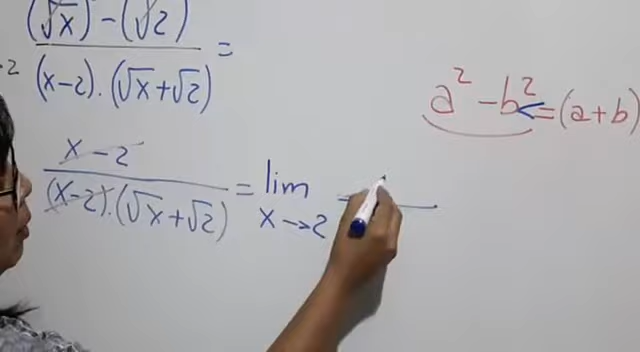 (√x)² - (√2)²
(x-2).(√x+√2) =
a² - b² = (a+b)
x - 2
(x-2).(√x+√2) = lim
x→2